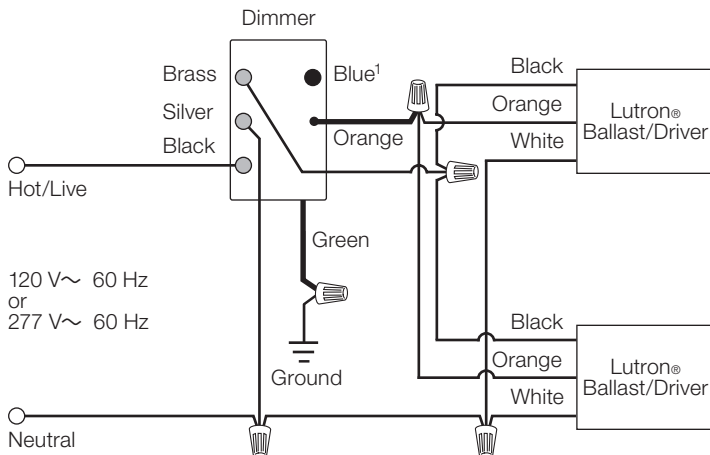 Dimmer
Brass
Blue¹
Silver
Black
Orange
Hot/Live
Green
120 V～ 60 Hz
or
277 V～ 60 Hz
Ground
Neutral
Black
Orange
White
Lutron®
Ballast/Driver
Black
Orange
White
Lutron®
Ballast/Driver